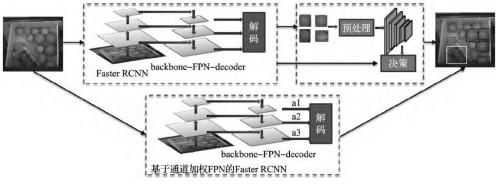 解码
预处理
决策
backbone-FPN-decoder
Faster RCNN
a1
a2
a3
解码
backbone-FPN-decoder
基于通道加权FPN的Faster RCNN